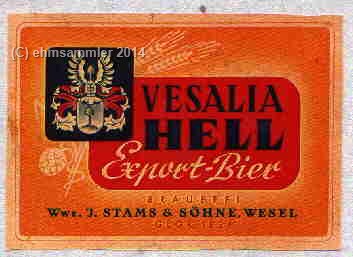 (C) ehmsammler 2014
VESALIA
HELL
Export-Bier
BRAUEREI
Wwe. J. STAMS & SÖHNE, WESEL